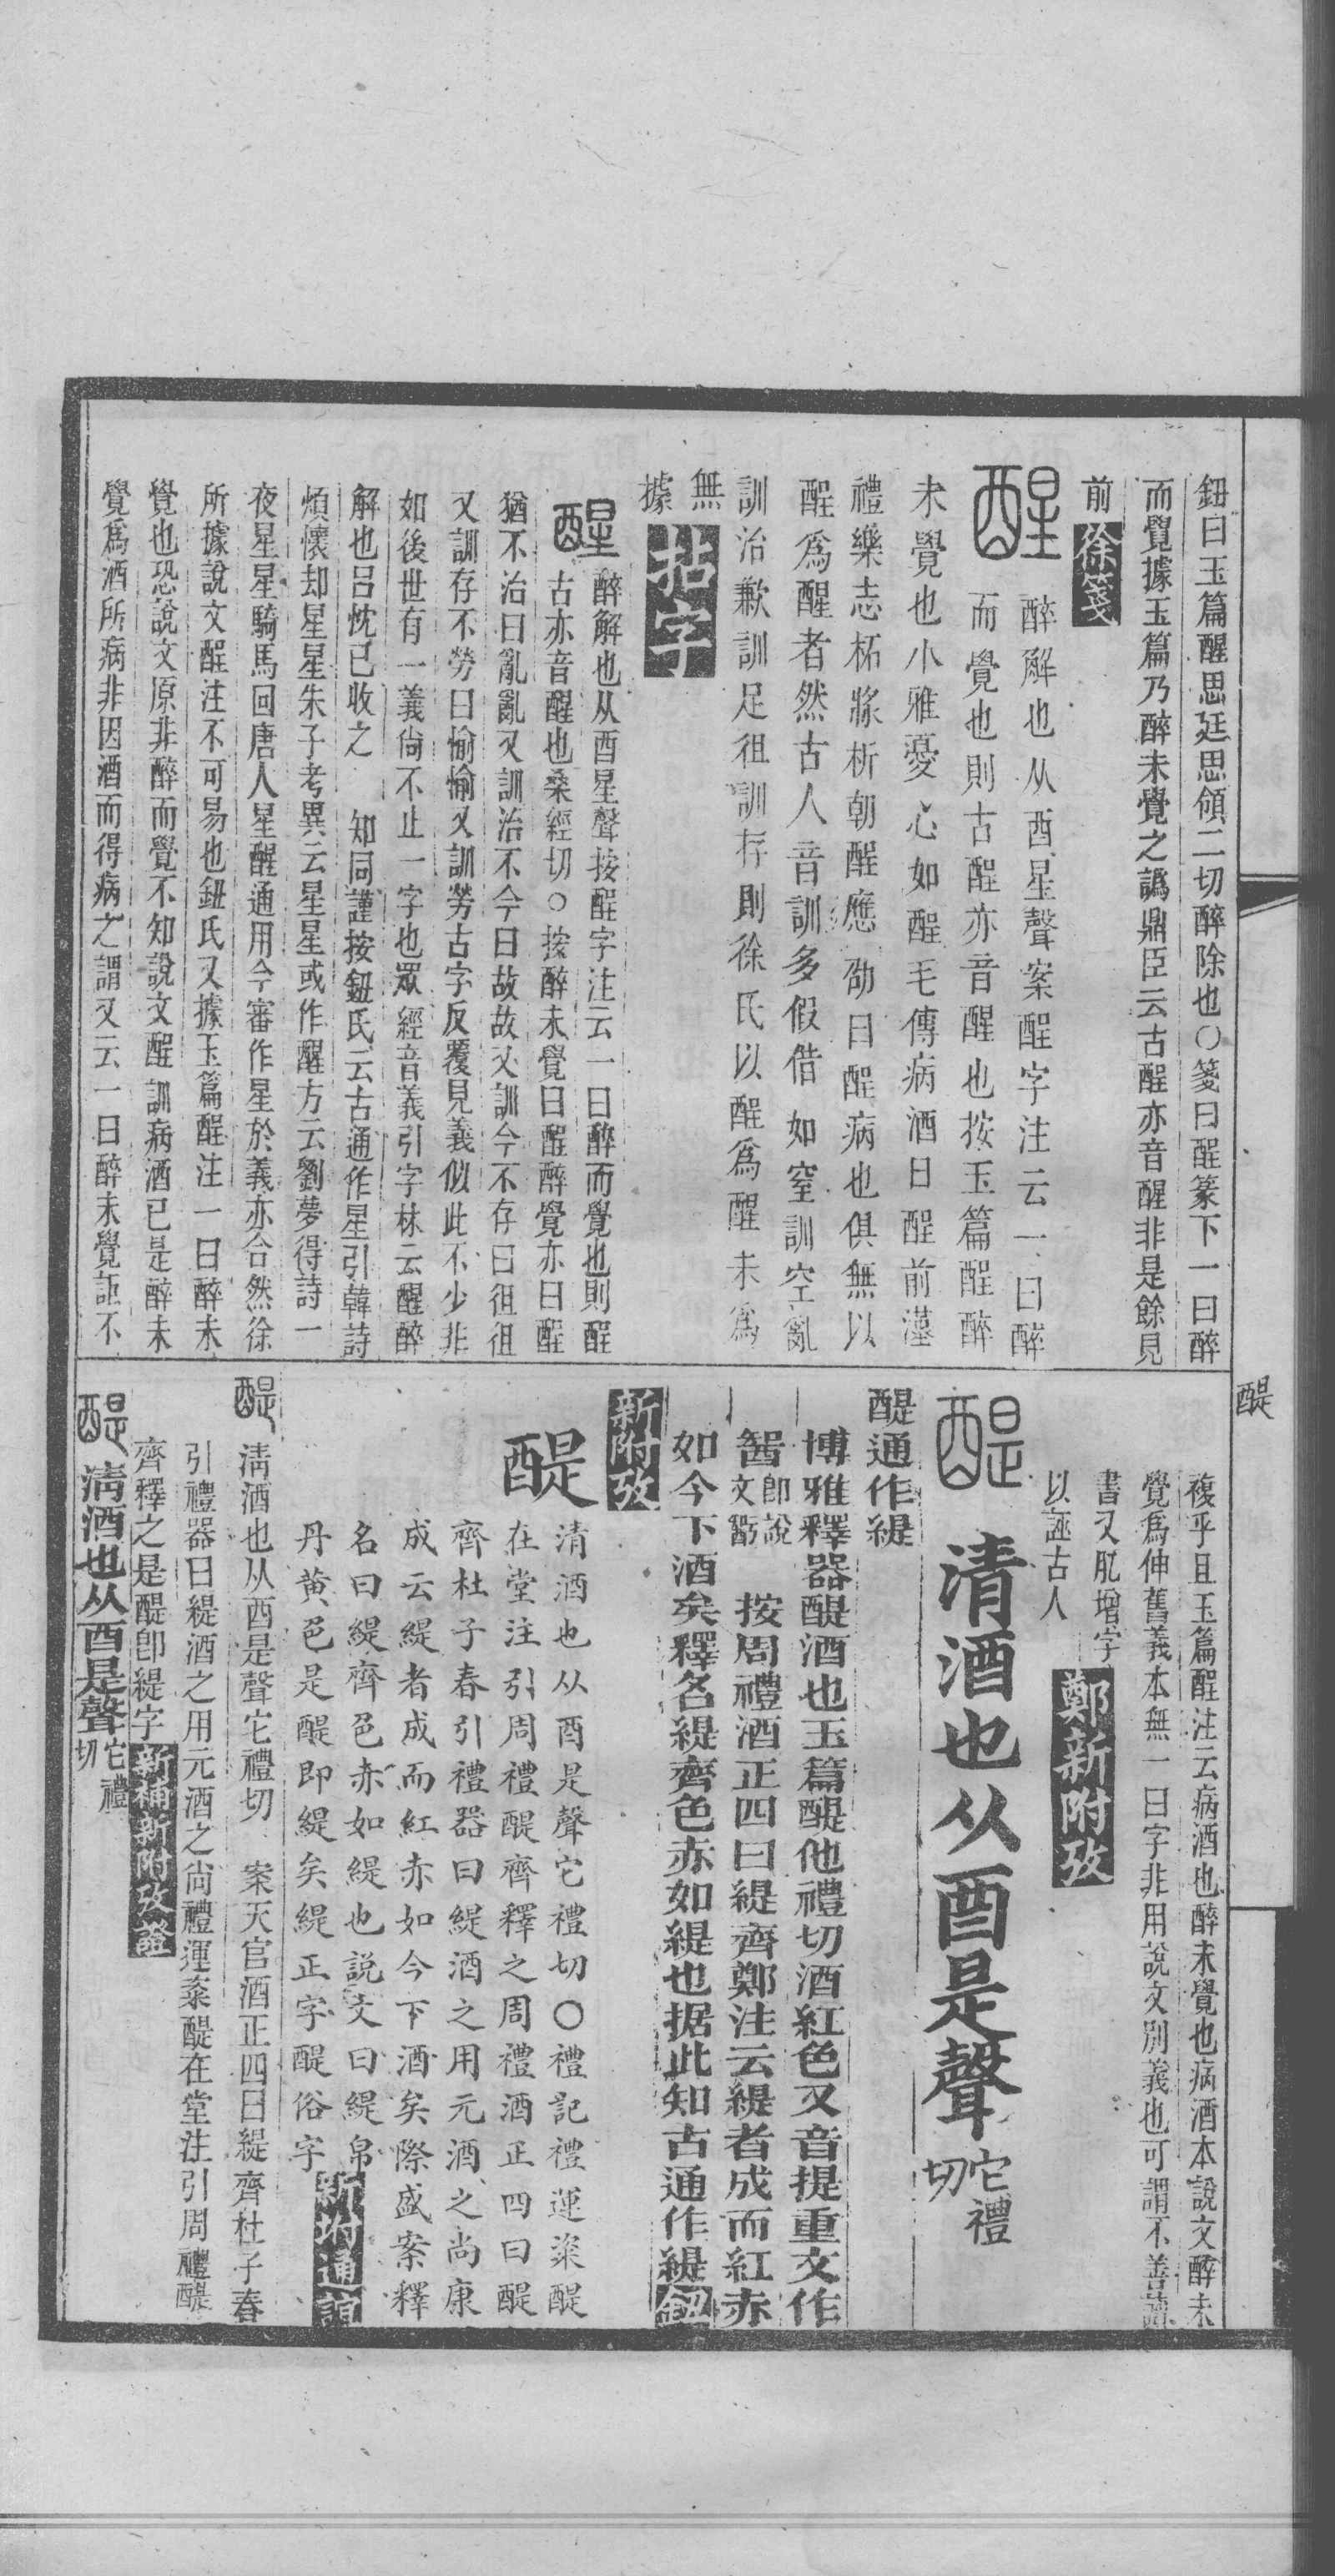 鈕曰玉篇醒思廷思領二切醉除也○箋曰酲篆下一曰醉
而覺據玉篇乃醉未覺之譌鼎臣云古酲亦音醒非是餘見
前徐箋
醒
醉解也从酉星聲案酲字注云一曰醉
而覺也則古酲亦音醒也按玉篇酲醉
未覺也小雅憂心如酲毛傳病酒曰酲前漢
禮樂志柘漿析朝酲應劭曰酲病也俱無以
酲爲醒者然古人音訓多假借如窒訓空亂
訓治歉訓足徂訓存則徐氏以酲爲醒未爲
無
據
拈字
醒
醉解也从酉星聲按酲字注云一曰醉而覺也則酲
古亦音醒也桑經切○按醉未覺曰酲醉覺亦曰酲
猶不治曰亂亂又訓治不今曰故故又訓今不存曰徂徂
又訓存不勞曰愉愉又訓勞古字反覆見義似此不少非
如後世有一義尙不止一字也眾經音義引字林云醒醉
解也呂忱已收之 知同謹按鈕氏云古通作星引韓詩
煩懷却星星朱子考異云星星或作醒方云劉夢得詩一
夜星星騎馬回唐人星醒通用今審作星於義亦合然徐
所據說文酲注不可易也鈕氏又據玉篇酲注一曰醉未
覺也恐說文原非醉而覺不知說文酲訓病酒已是醉未
覺爲酒所病非因酒而得病之謂又云一曰醉未覺詎不
醍
複乎且玉篇酲注云病酒也醉未覺也病酒本說文醉未
覺爲伸舊義本無一曰字非用說文別義也可謂不善讀
書又肊增字
以誣古人
鄭新附攷
醍
清酒也从酉是聲
它禮
切
醍通作緹
博雅釋器醍酒也玉篇醍他禮切酒紅色又音提重文作
䛗卽說
文䚷 按周禮酒正四曰緹齊鄭注云緹者成而紅赤
如今下酒矣釋名緹齊色赤如緹也据此知古通作緹鈕
新附攷
醍
清酒也从酉是聲它禮切○禮記禮運粢醍
在堂注引周禮醍齊釋之周禮酒正四曰醍
齊杜子春引禮器曰緹酒之用元酒之尚康
成云緹者成而紅赤如今下酒矣際盛案釋
名曰緹齊色赤如緹也說文曰緹帛
丹黃色是醍即緹矣緹正字醍俗字
新坿通誼
醍
淸酒也从酉是聲它禮切 案天官酒正四曰緹齊杜子春
引禮器曰緹酒之用元酒之尙禮運粢醍在堂注引周禮醍
齊釋之是醍卽緹字新補新附攷證
醍
淸酒也从酉是聲它禮
切